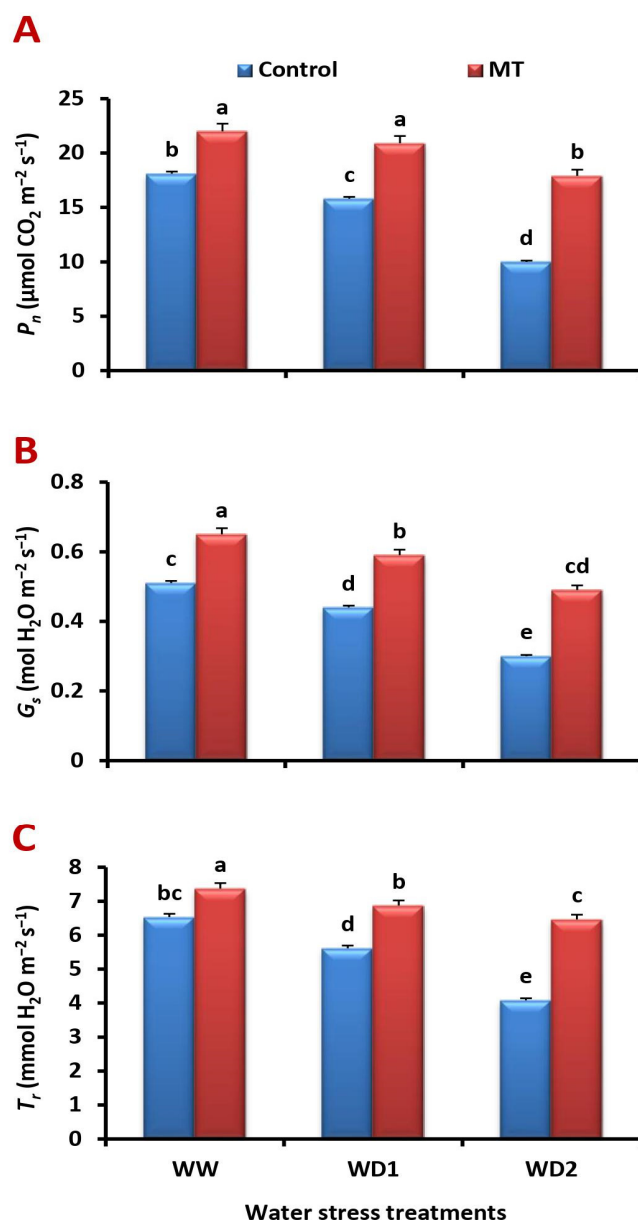 A
Control MT
25
20
15
10
5
0
Pn (µmol CO2 m−2 s−1)
b a c a d b
B
0.8
0.6
0.4
0.2
0
Gs (mol H2O m−2 s−1)
c a d b e cd
C
8
7
6
5
4
3
2
1
0
Tr (mmol H2O m−2 s−1)
bc a d b e c
WW WD1 WD2
Water stress treatments